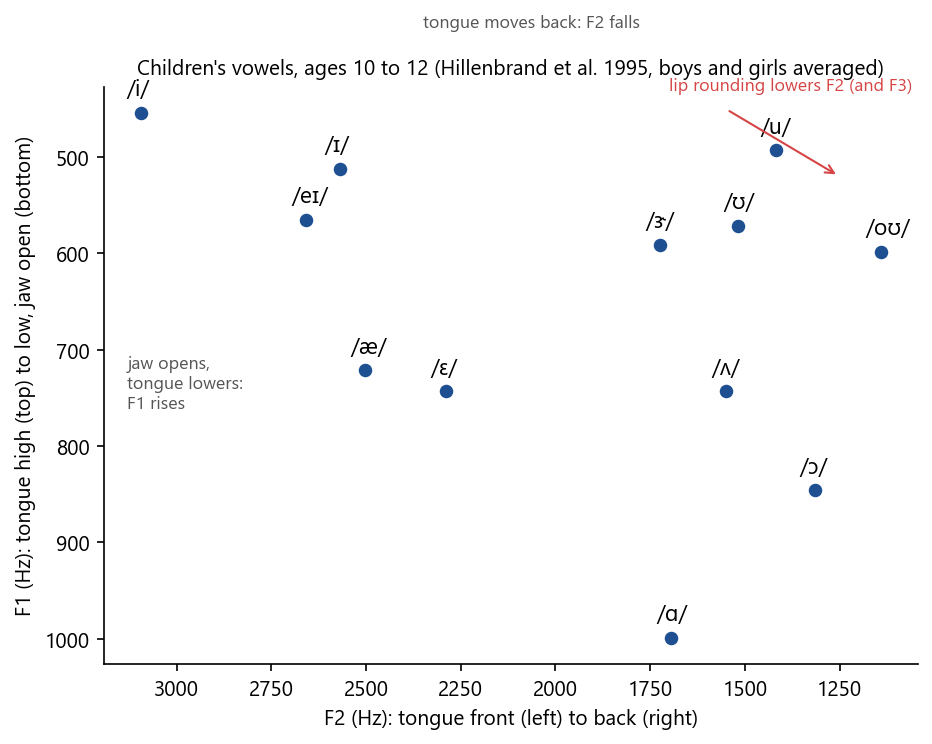 tongue moves back: F2 falls
Children's vowels, ages 10 to 12 (Hillenbrand et al. 1995, boys and girls averaged)
lip rounding lowers F2 (and F3)
/i/
/u/
/ɪ/
/eɪ/
/ʊ/
/ɝ/
/oʊ/
/æ/
/ɛ/
/ʌ/
jaw opens,
tongue lowers:
F1 rises
/ɔ/
/ɑ/
F1 (Hz): tongue high (top) to low, jaw open (bottom)
500
600
700
800
900
1000
3000 2750 2500 2250 2000 1750 1500 1250
F2 (Hz): tongue front (left) to back (right)